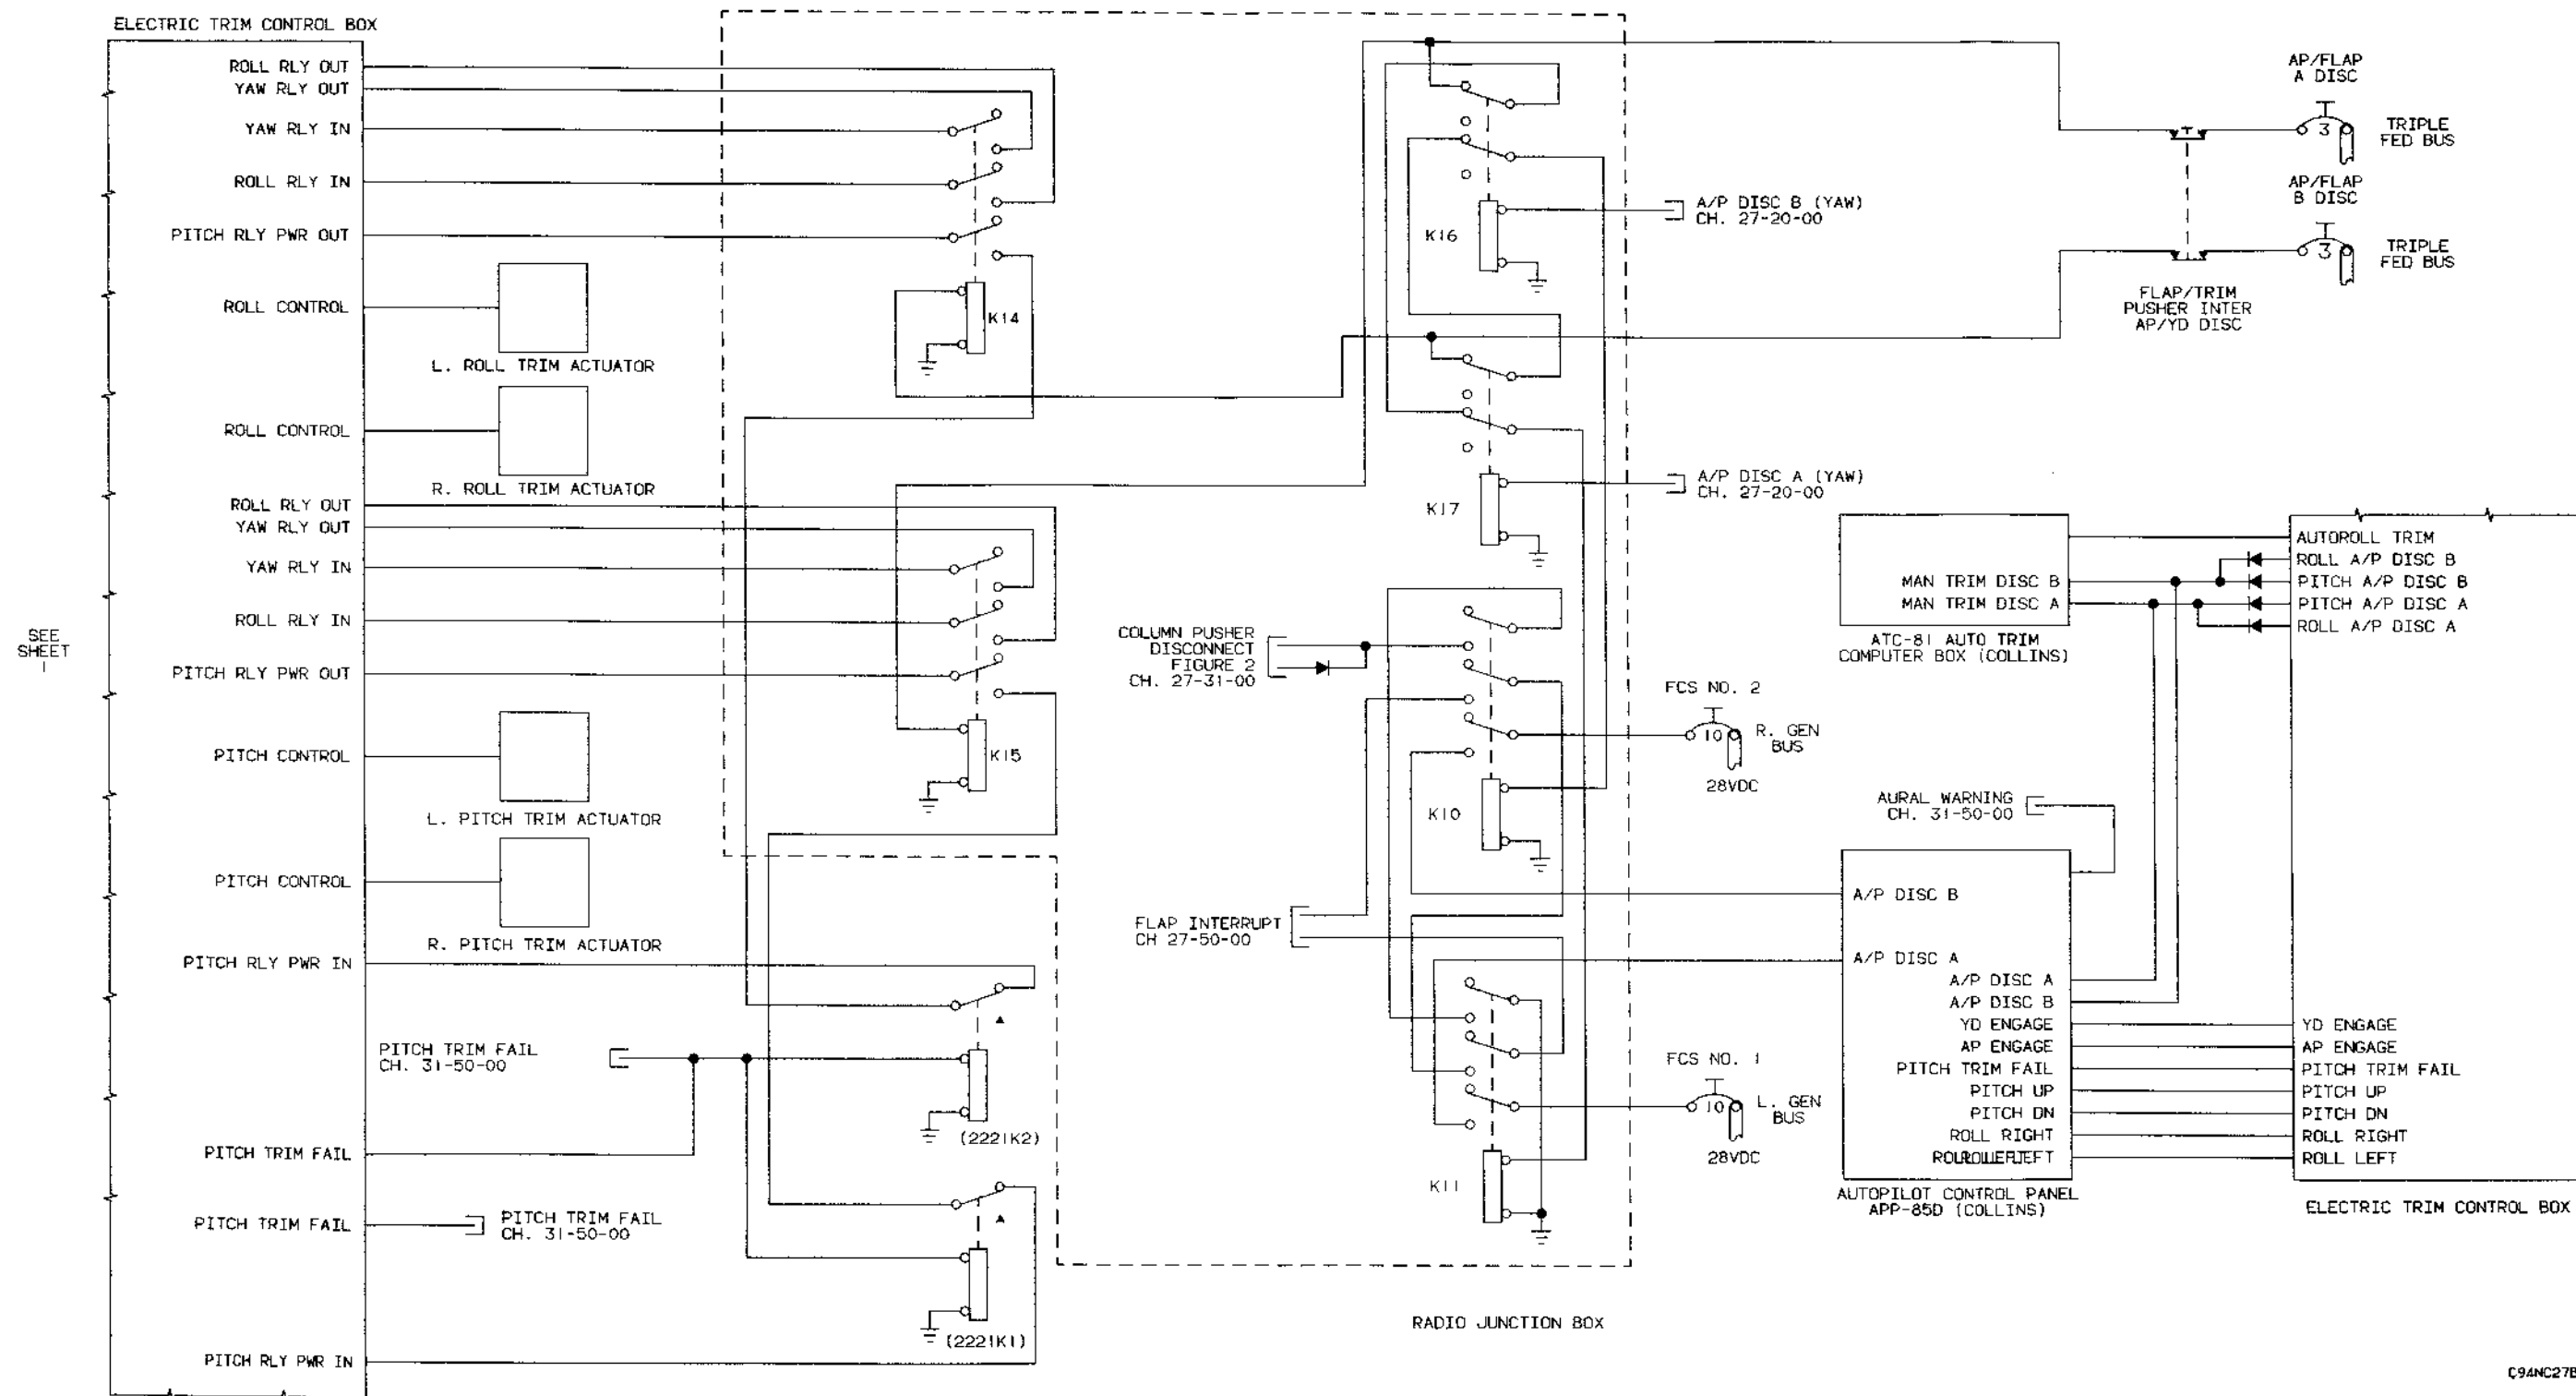 ELECTRIC TRIM CONTROL BOX
ROLL RLY OUT
YAW RLY OUT
YAW RLY IN
ROLL RLY IN
PITCH RLY PWR OUT
ROLL CONTROL
L. ROLL TRIM ACTUATOR
ROLL CONTROL
R. ROLL TRIM ACTUATOR
ROLL RLY OUT
YAW RLY OUT
YAW RLY IN
ROLL RLY IN
PITCH RLY PWR OUT
PITCH CONTROL
L. PITCH TRIM ACTUATOR
PITCH CONTROL
R. PITCH TRIM ACTUATOR
PITCH RLY PWR IN
PITCH TRIM FAIL
CH. 31-50-00
PITCH TRIM FAIL
PITCH TRIM FAIL
PITCH TRIM FAIL
CH. 31-50-00
PITCH RLY PWR IN
SEE
SHEET
1
K14
K15
(2221K2)
(2221K1)
K16
A/P DISC B (YAW)
CH. 27-20-00
K17
A/P DISC A (YAW)
CH. 27-20-00
COLUMN PUSHER
DISCONNECT
FIGURE 2
CH. 27-31-00
K10
FCS NO. 2
10
R. GEN
BUS
28VDC
FLAP INTERRUPT
CH 27-50-00
K11
FCS NO. 1
10
L. GEN
BUS
28VDC
RADIO JUNCTION BOX
AP/FLAP
A DISC
3
TRIPLE
FED BUS
AP/FLAP
B DISC
3
TRIPLE
FED BUS
FLAP/TRIM
PUSHER INTER
AP/YD DISC
MAN TRIM DISC B
MAN TRIM DISC A
ATC-81 AUTO TRIM
COMPUTER BOX (COLLINS)
AUTOROLL TRIM
ROLL A/P DISC B
PITCH A/P DISC B
PITCH A/P DISC A
ROLL A/P DISC A
AURAL WARNING
CH. 31-50-00
A/P DISC B
A/P DISC A
A/P DISC A
A/P DISC B
YD ENGAGE
AP ENGAGE
PITCH TRIM FAIL
PITCH UP
PITCH DN
ROLL RIGHT
AUTOPILOT CONTROL PANEL
APP-85D (COLLINS)
YD ENGAGE
AP ENGAGE
PITCH TRIM FAIL
PITCH UP
PITCH DN
ROLL RIGHT
ROLL LEFT
ELECTRIC TRIM CONTROL BOX